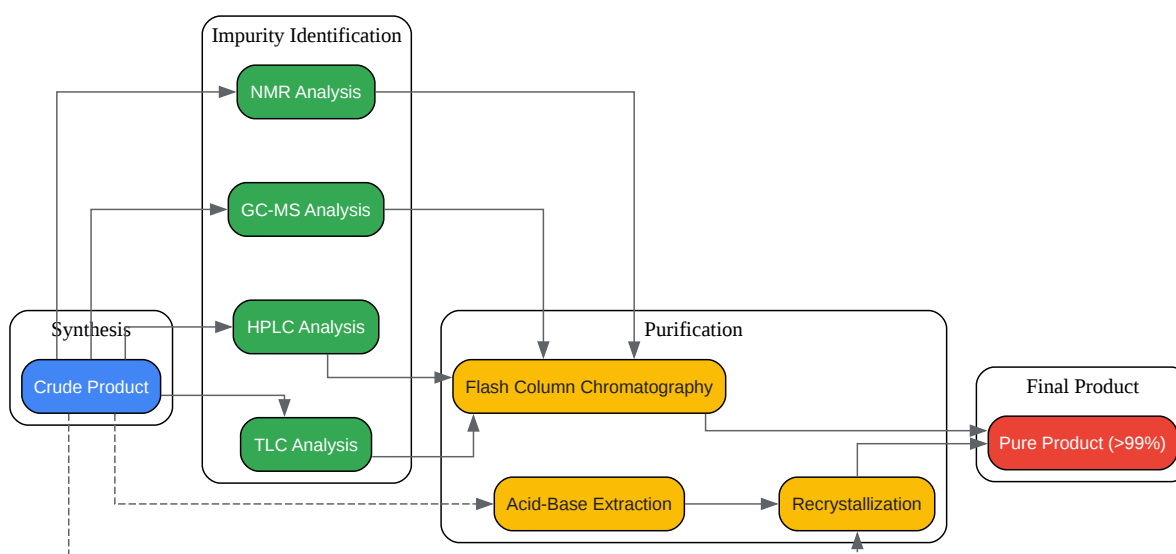 Impurity Identification
NMR Analysis
GC-MS Analysis
HPLC Analysis
TLC Analysis
Synthesis
Crude Product
Purification
Flash Column Chromatography
Acid-Base Extraction
Recrystallization
Final Product
Pure Product (>99%)